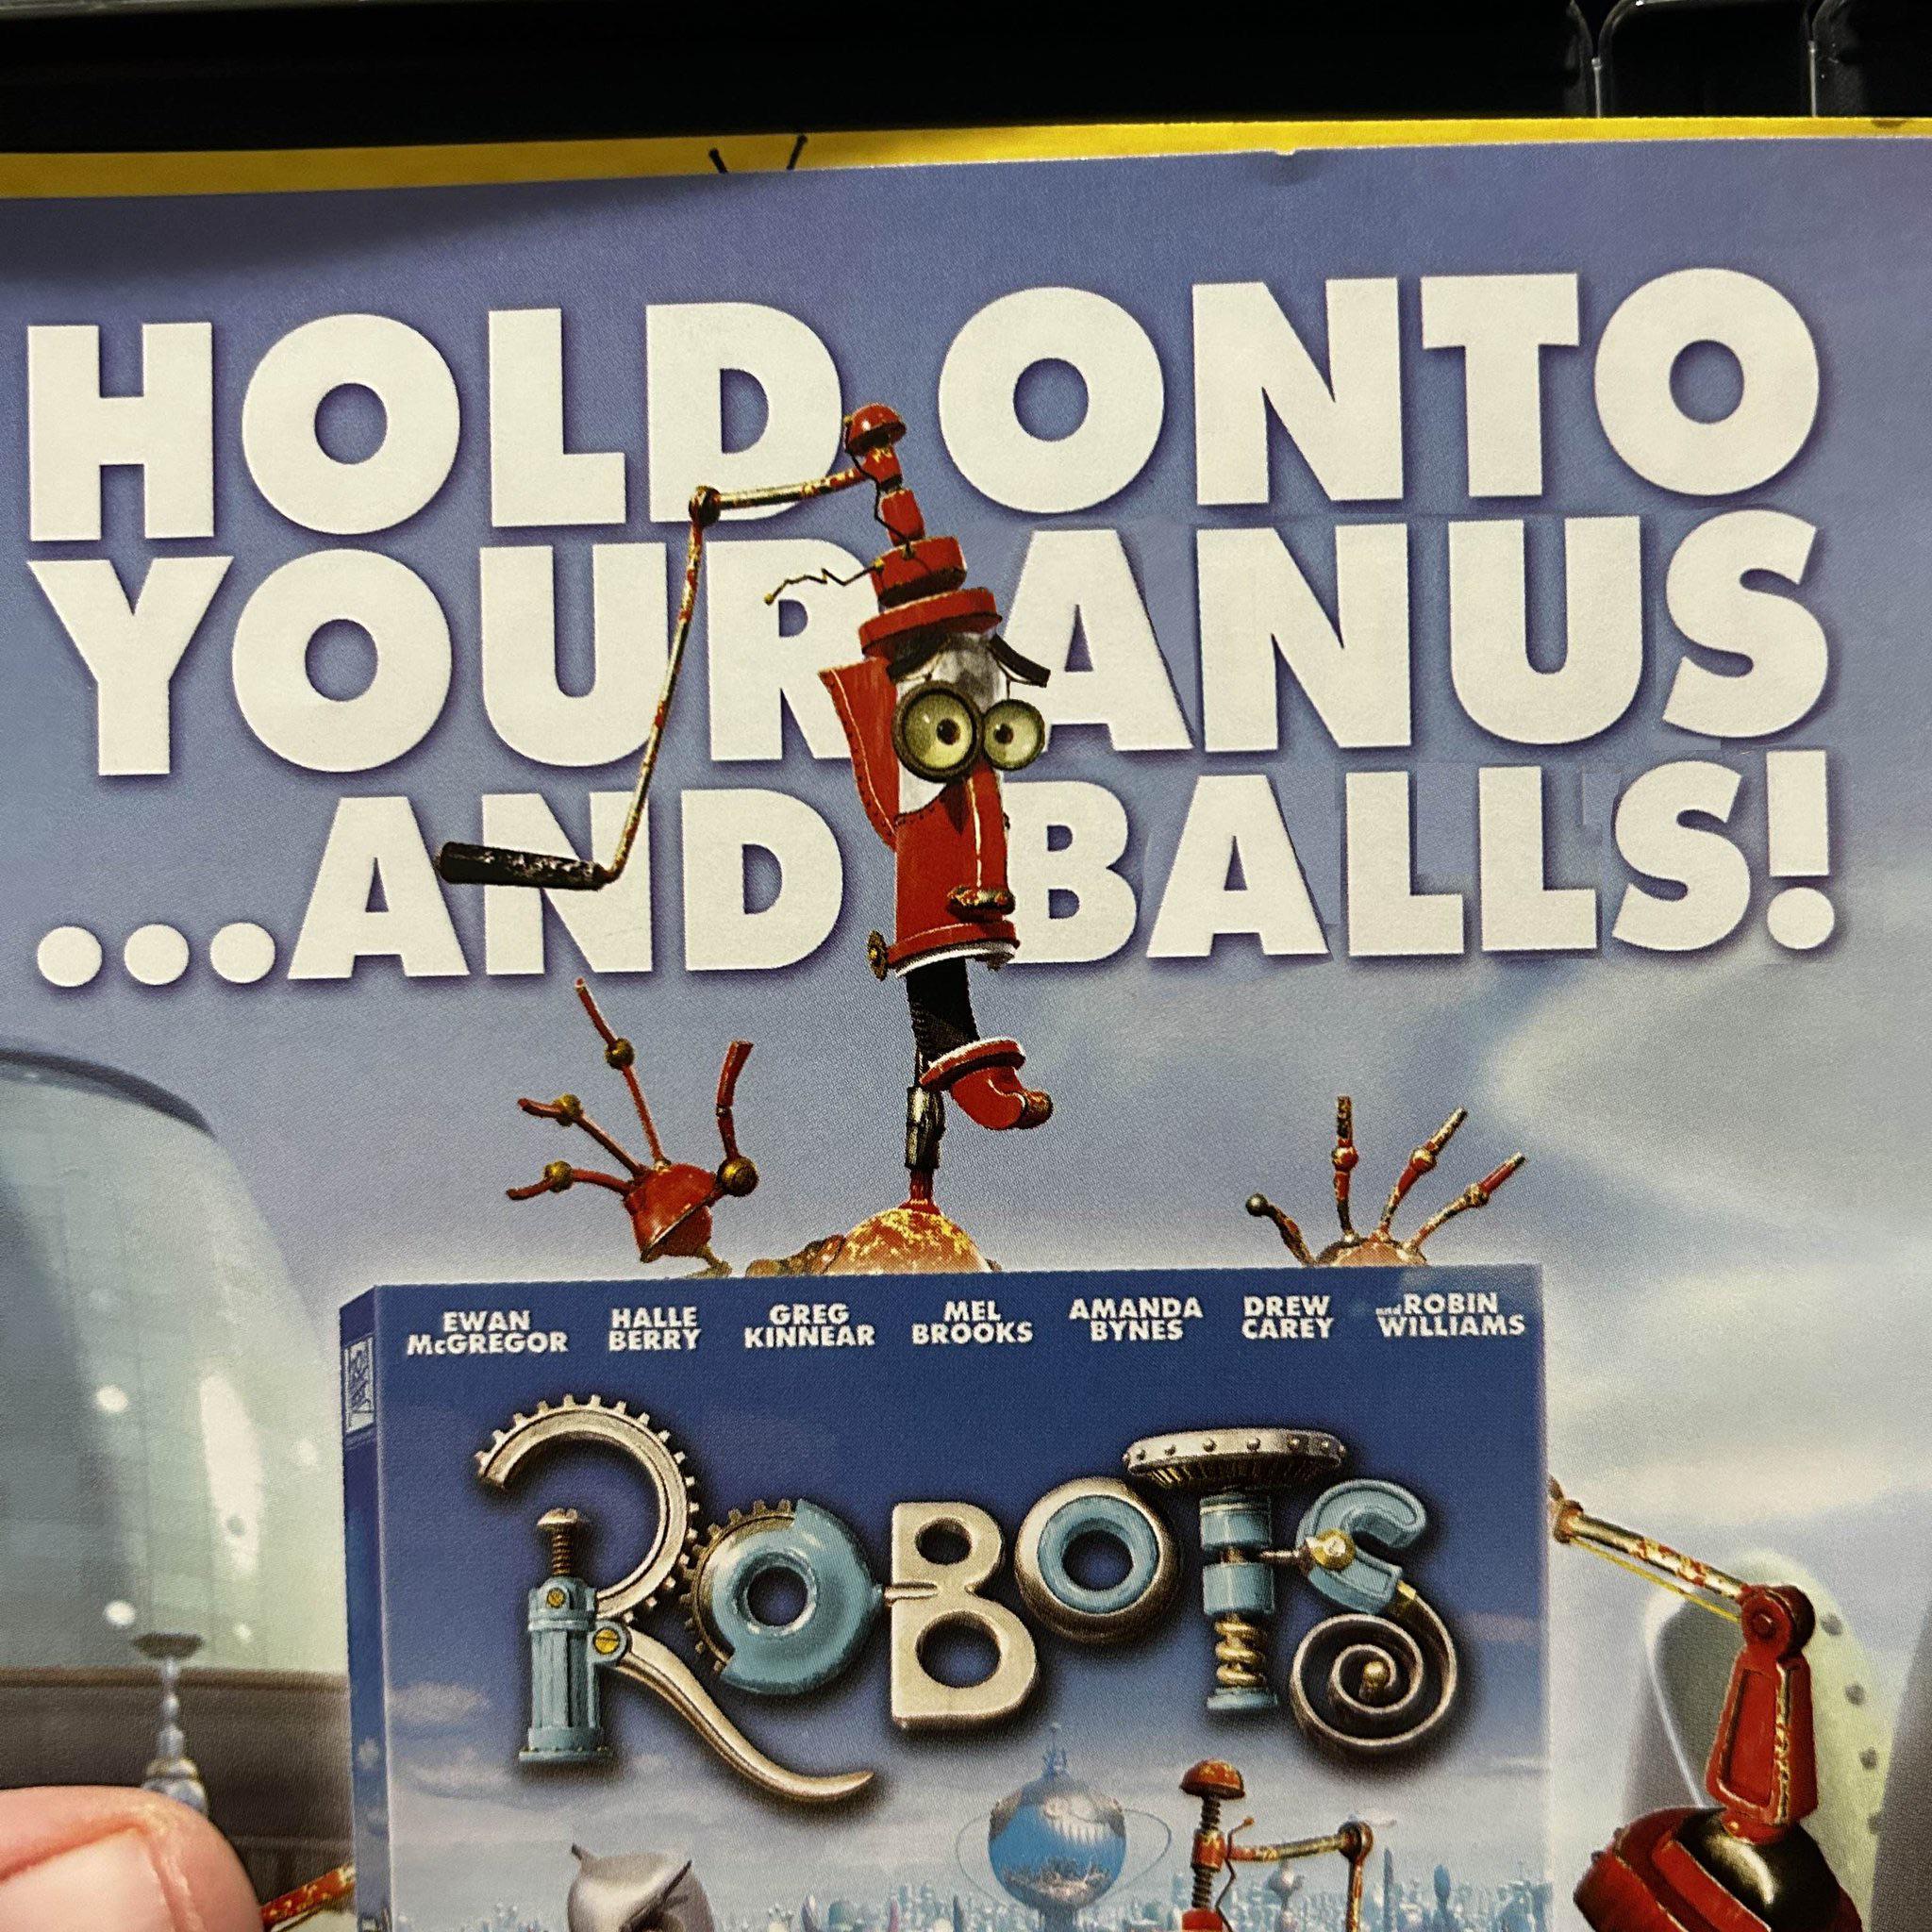 HOLD ONTO
YOUR ANUS
...AND BALLS!
EWAN McGREGOR HALLE BERRY GREG KINNEAR MEL BROOKS AMANDA BYNES DREW CAREY and ROBIN WILLIAMS
ROBOTS